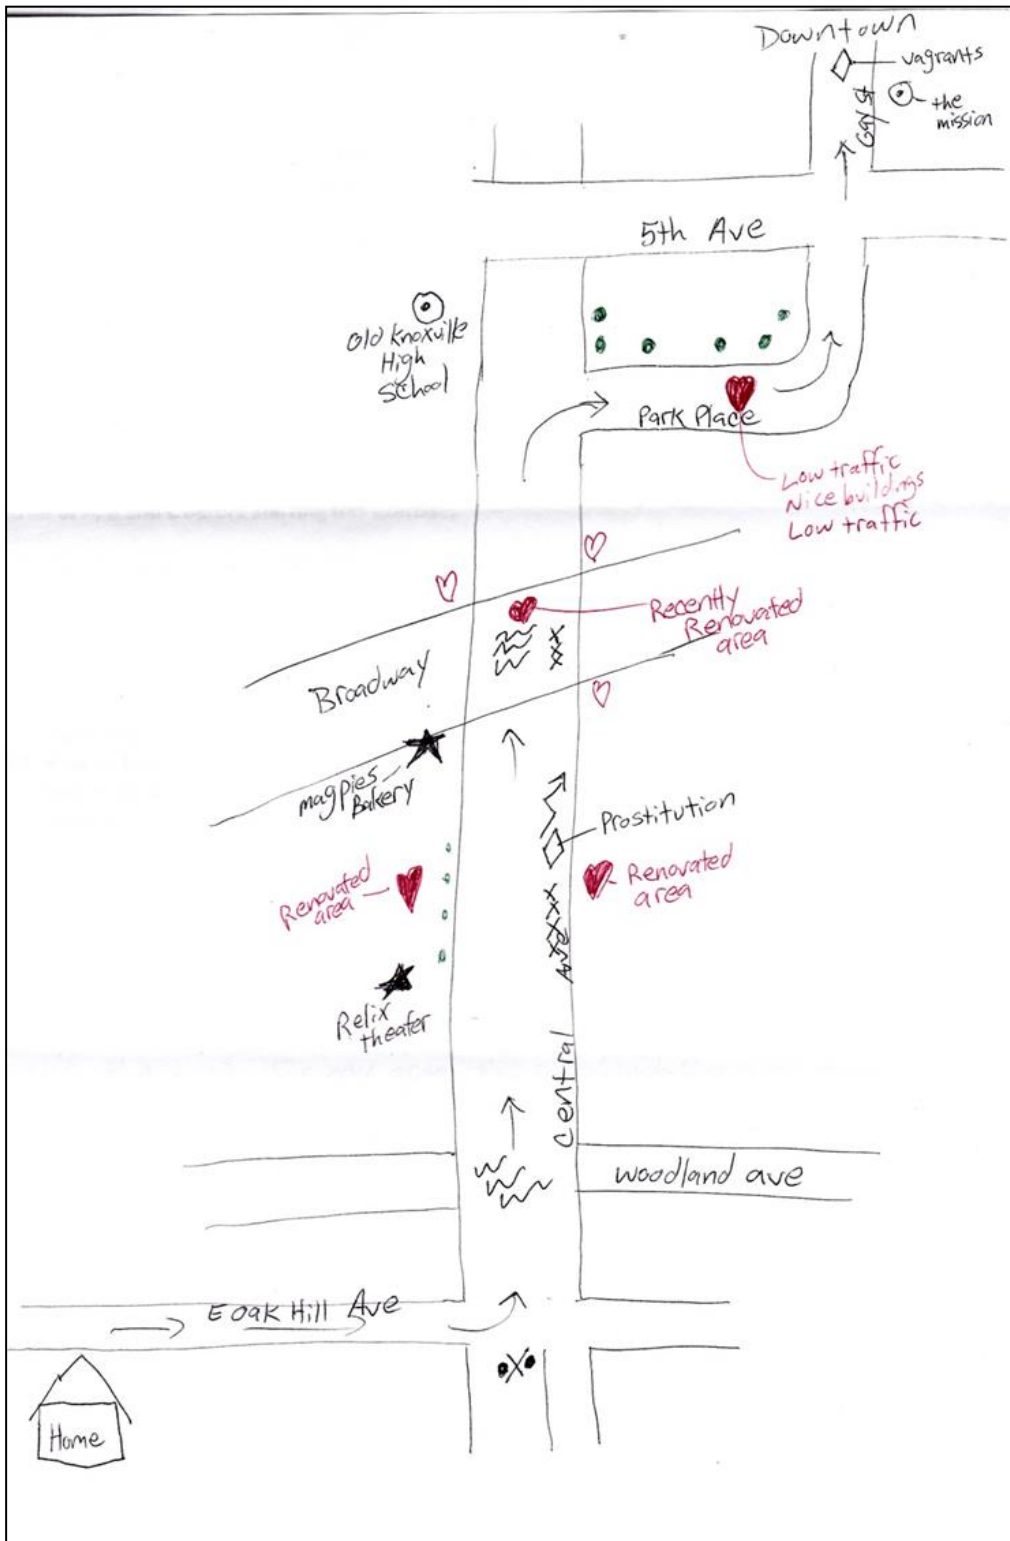 Downtown
vagrants
Gay St
the
mission
5th Ave
Old Knoxville
High
School
Park Place
Low traffic
Nice buildings
Low traffic
Recently
Renovated
area
Broadway
magpies
Bakery
Prostitution
Renovated
area
Renovated
area
Relix
theater
Central Ave
woodland ave
E Oak Hill Ave
Home